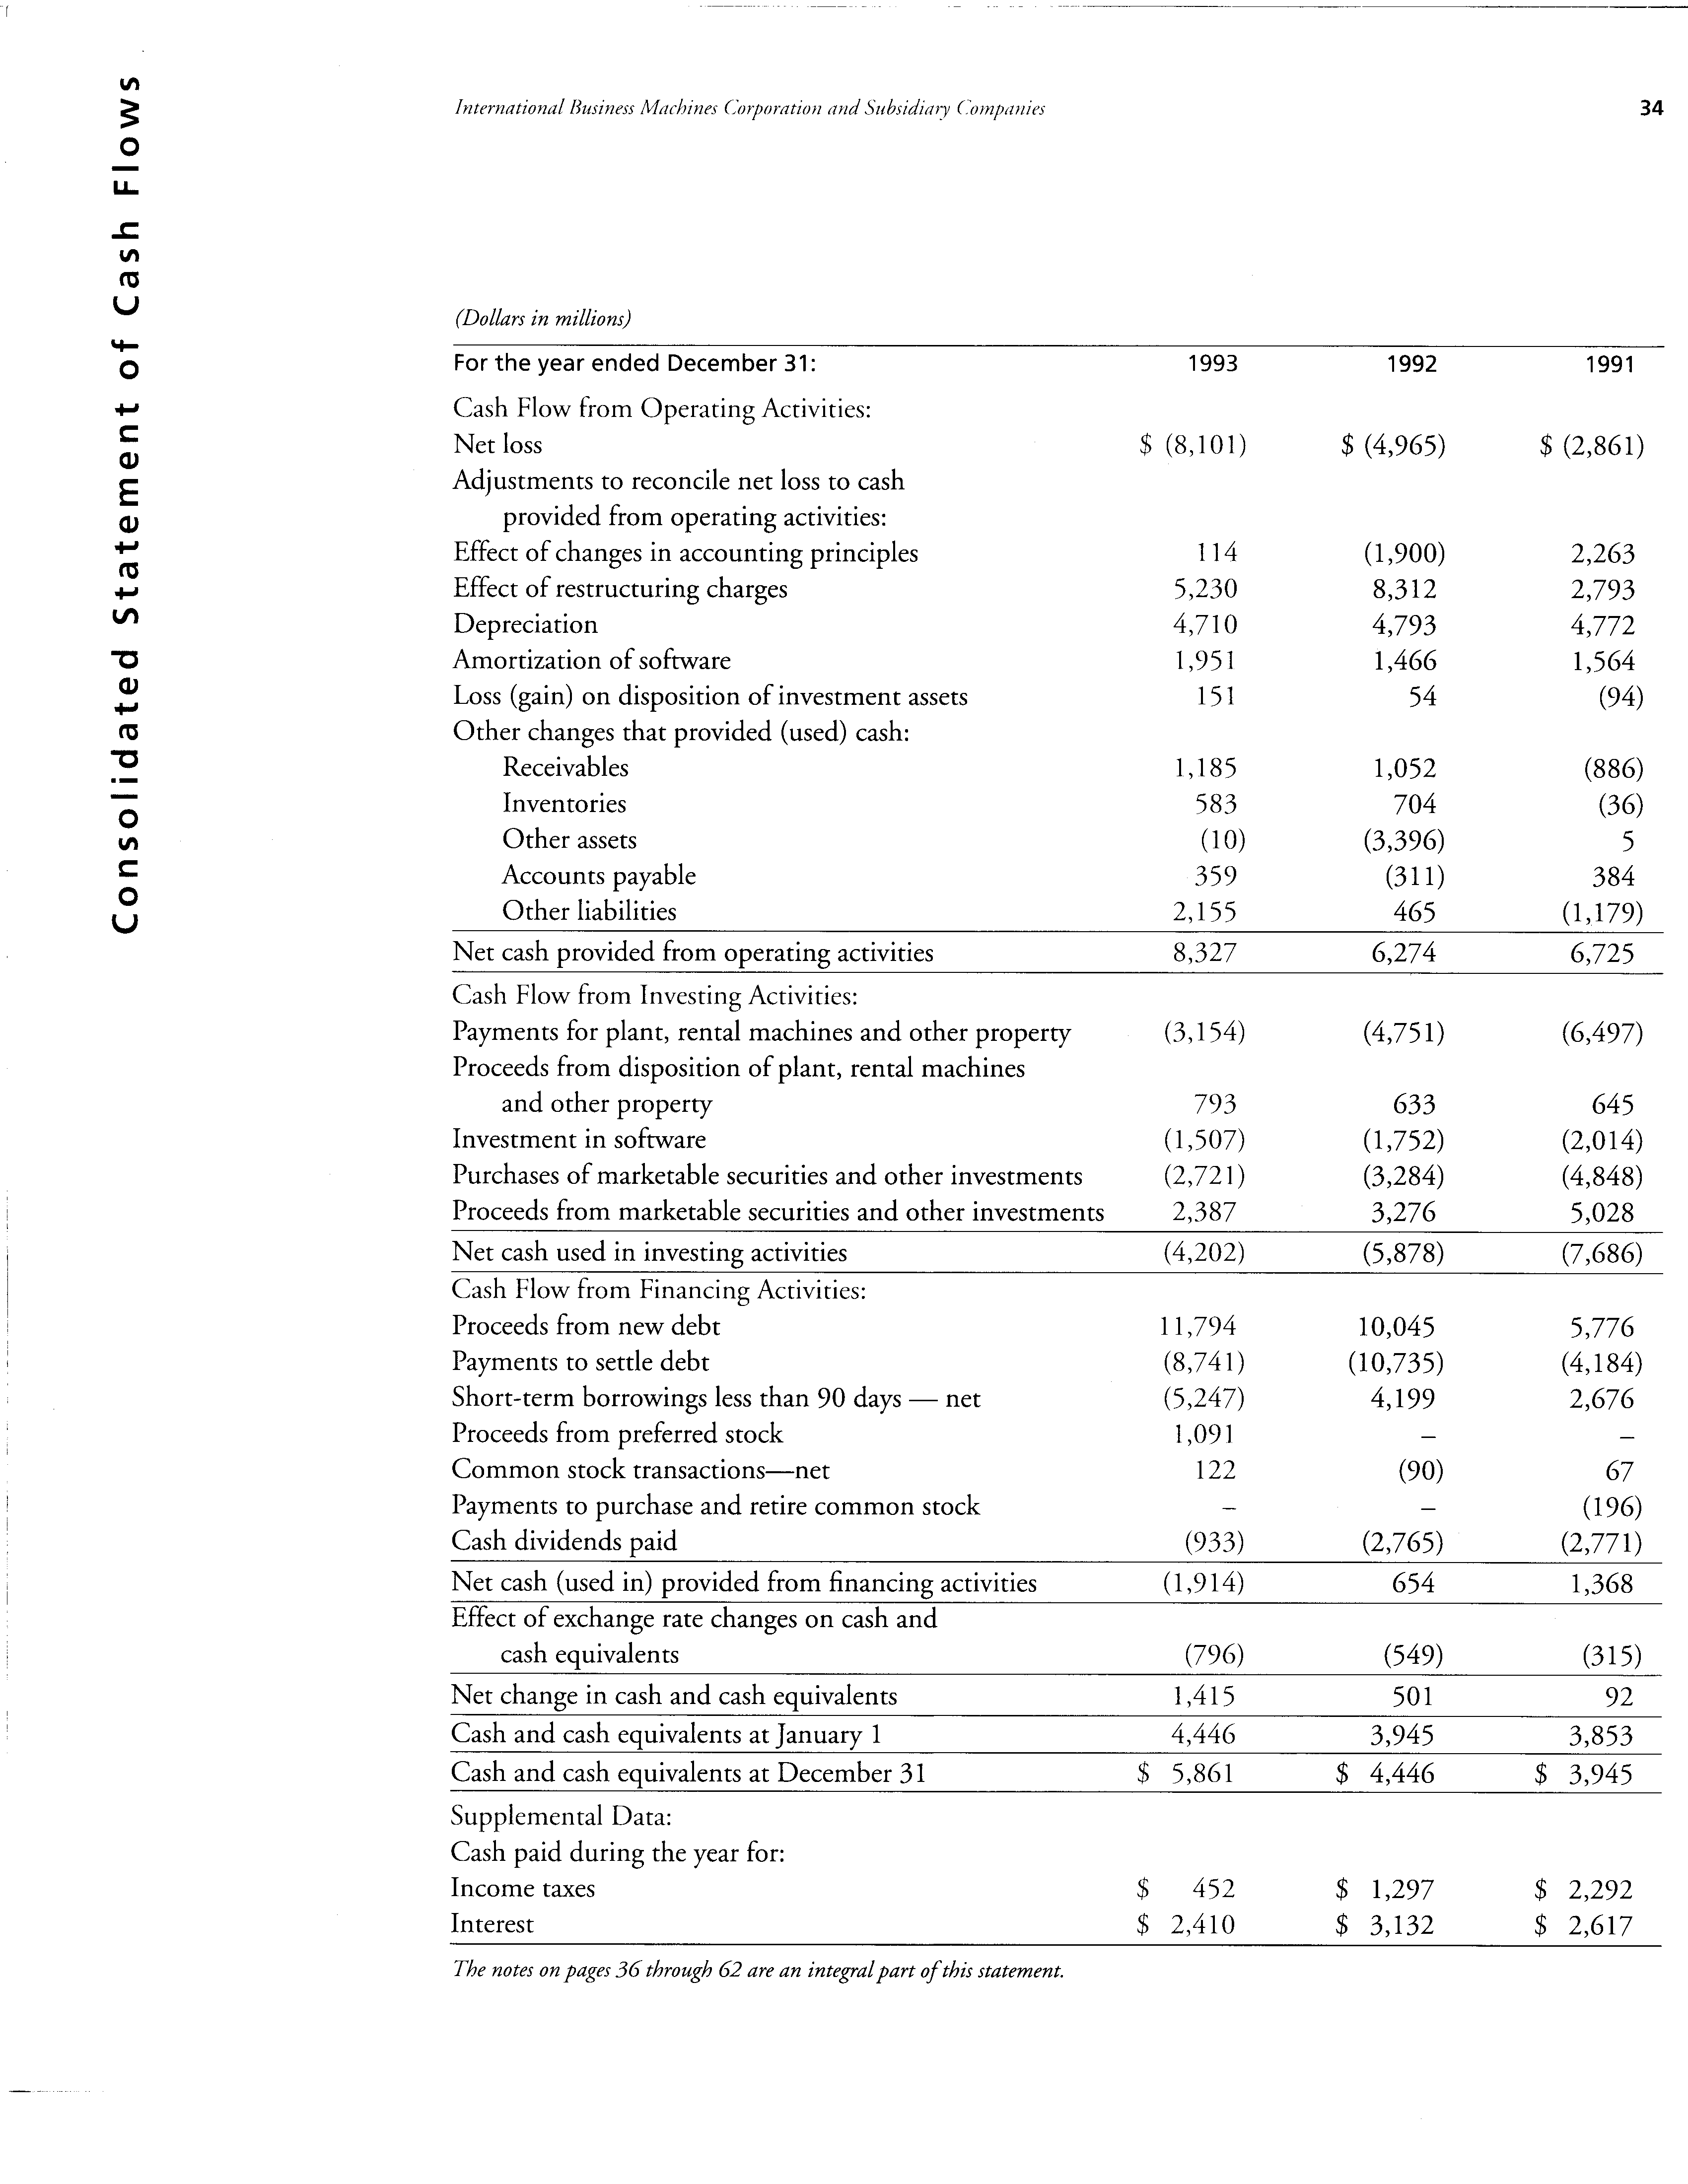 Consolidated Statement of Cash Flows
International Business Machines Corporation and Subsidiary Companies 34
(Dollars in millions)
For the year ended December 31: 1993 1992 1991
Cash Flow from Operating Activities:
Net loss $ (8,101) $ (4,965) $ (2,861)
Adjustments to reconcile net loss to cash
provided from operating activities:
Effect of changes in accounting principles 114 (1,900) 2,263
Effect of restructuring charges 5,230 8,312 2,793
Depreciation 4,710 4,793 4,772
Amortization of software 1,951 1,466 1,564
Loss (gain) on disposition of investment assets 151 54 (94)
Other changes that provided (used) cash:
Receivables 1,185 1,052 (886)
Inventories 583 704 (36)
Other assets (10) (3,396) 5
Accounts payable 359 (311) 384
Other liabilities 2,155 465 (1,179)
Net cash provided from operating activities 8,327 6,274 6,725
Cash Flow from Investing Activities:
Payments for plant, rental machines and other property (3,154) (4,751) (6,497)
Proceeds from disposition of plant, rental machines
and other property 793 633 645
Investment in software (1,507) (1,752) (2,014)
Purchases of marketable securities and other investments (2,721) (3,284) (4,848)
Proceeds from marketable securities and other investments 2,387 3,276 5,028
Net cash used in investing activities (4,202) (5,878) (7,686)
Cash Flow from Financing Activities:
Proceeds from new debt 11,794 10,045 5,776
Payments to settle debt (8,741) (10,735) (4,184)
Short-term borrowings less than 90 days — net (5,247) 4,199 2,676
Proceeds from preferred stock 1,091 – –
Common stock transactions—net 122 (90) 67
Payments to purchase and retire common stock – – (196)
Cash dividends paid (933) (2,765) (2,771)
Net cash (used in) provided from financing activities (1,914) 654 1,368
Effect of exchange rate changes on cash and
cash equivalents (796) (549) (315)
Net change in cash and cash equivalents 1,415 501 92
Cash and cash equivalents at January 1 4,446 3,945 3,853
Cash and cash equivalents at December 31 $ 5,861 $ 4,446 $ 3,945
Supplemental Data:
Cash paid during the year for:
Income taxes $ 452 $ 1,297 $ 2,292
Interest $ 2,410 $ 3,132 $ 2,617
The notes on pages 36 through 62 are an integral part of this statement.